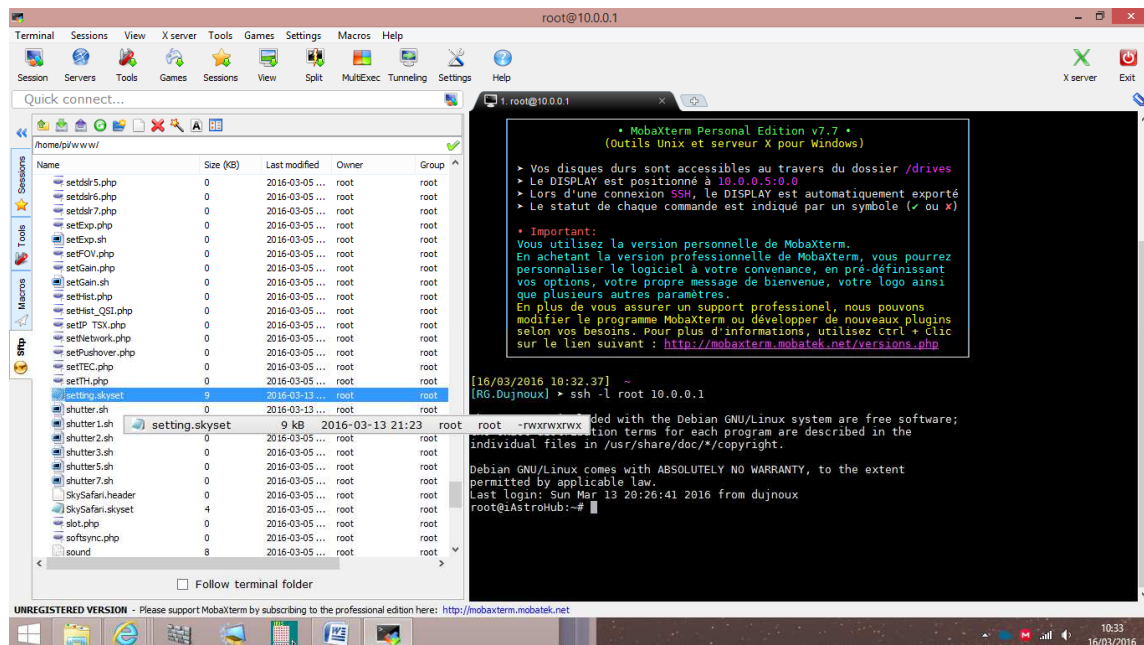 root@10.0.0.1
Terminal Sessions View X server Tools Games Settings Macros Help
Session Servers Tools Games Sessions View Split MultiExec Tunneling Settings Help X server Exit
Quick connect...
1. root@10.0.0.1
/home/pi/www/
Name Size (KB) Last modified Owner Group
setdslr5.php 0 2016-03-05 ... root root
setdslr6.php 0 2016-03-05 ... root root
setdslr7.php 0 2016-03-05 ... root root
setExp.php 0 2016-03-05 ... root root
setExp.sh 0 2016-03-05 ... root root
setFOV.php 0 2016-03-05 ... root root
setGain.php 0 2016-03-05 ... root root
setGain.sh 0 2016-03-05 ... root root
setHist.php 0 2016-03-05 ... root root
setHist_QSI.php 0 2016-03-05 ... root root
setIP TSX.php 0 2016-03-05 ... root root
setNetwork.php 0 2016-03-05 ... root root
setPushover.php 0 2016-03-05 ... root root
setTEC.php 0 2016-03-05 ... root root
setTH.php 0 2016-03-05 ... root root
setting.skyset 9 2016-03-13 ... root root
shutter.sh 0 2016-03-13 ... root root
shutter1.sh
setting.skyset 9 kB 2016-03-13 21:23 root root -rwxrwxrwx
shutter2.sh 0 2016-03-05 ... root root
shutter3.sh 0 2016-03-05 ... root root
shutter5.sh 0 2016-03-05 ... root root
shutter7.sh 0 2016-03-05 ... root root
SkySafari.header 0 2016-03-05 ... root root
SkySafari.skyset 4 2016-03-05 ... root root
slot.php 0 2016-03-05 ... root root
softsync.php 0 2016-03-05 ... root root
sound 8 2016-03-05 ... root root
Follow terminal folder
Sessions
Tools
Macros
Sftp
• MobaXterm Personal Edition v7.7 •
(Outils Unix et serveur X pour Windows)
➤ Vos disques durs sont accessibles au travers du dossier /drives
➤ Le DISPLAY est positionné à 10.0.0.5:0.0
➤ Lors d'une connexion SSH, le DISPLAY est automatiquement exporté
➤ Le statut de chaque commande est indiqué par un symbole (✔ ou ✘)
• Important:
Vous utilisez la version personnelle de MobaXterm.
En achetant la version professionnelle de MobaXterm, vous pourrez
personnaliser le logiciel à votre convenance, en pré-définissant
vos options, votre propre message de bienvenue, votre logo ainsi
que plusieurs autres paramètres.
En plus de vous assurer un support professionel, nous pouvons
modifier le programme MobaXterm ou développer de nouveaux plugins
selon vos besoins. Pour plus d'informations, utilisez Ctrl + Clic
sur le lien suivant : http://mobaxterm.mobatek.net/versions.php
[16/03/2016 10:32.37] ~
[RG.Dujnoux] ➤ ssh -l root 10.0.0.1
with the Debian GNU/Linux system are free software;
terms for each program are described in the
individual files in /usr/share/doc/*/copyright.
Debian GNU/Linux comes with ABSOLUTELY NO WARRANTY, to the extent
permitted by applicable law.
Last login: Sun Mar 13 20:26:41 2016 from dujnoux
root@iAstroHub:~#
UNREGISTERED VERSION - Please support MobaXterm by subscribing to the professional edition here: http://mobaxterm.mobatek.net
10:33
16/03/2016